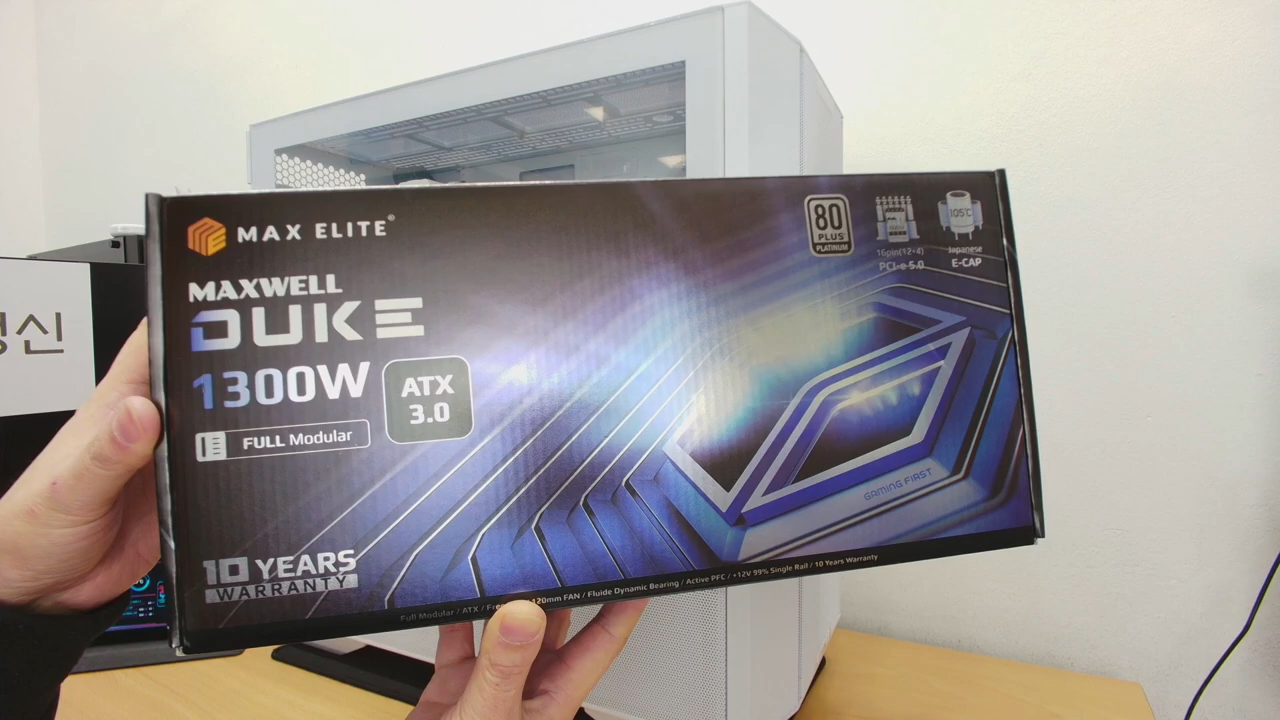 MAX ELITE®
MAXWELL
DUKE
1300W
ATX
3.0
FULL Modular
10 YEARS
WARRANTY
80
PLUS
PLATINUM
16pin(12+4)
PCI-e 5.0
105℃
Japanese
E-CAP
GAMING FIRST
Full Modular / ATX / 120mm FAN / Fluide Dynamic Bearing / Active PFC / +12V 99% Single Rail / 10 Years Warranty
신